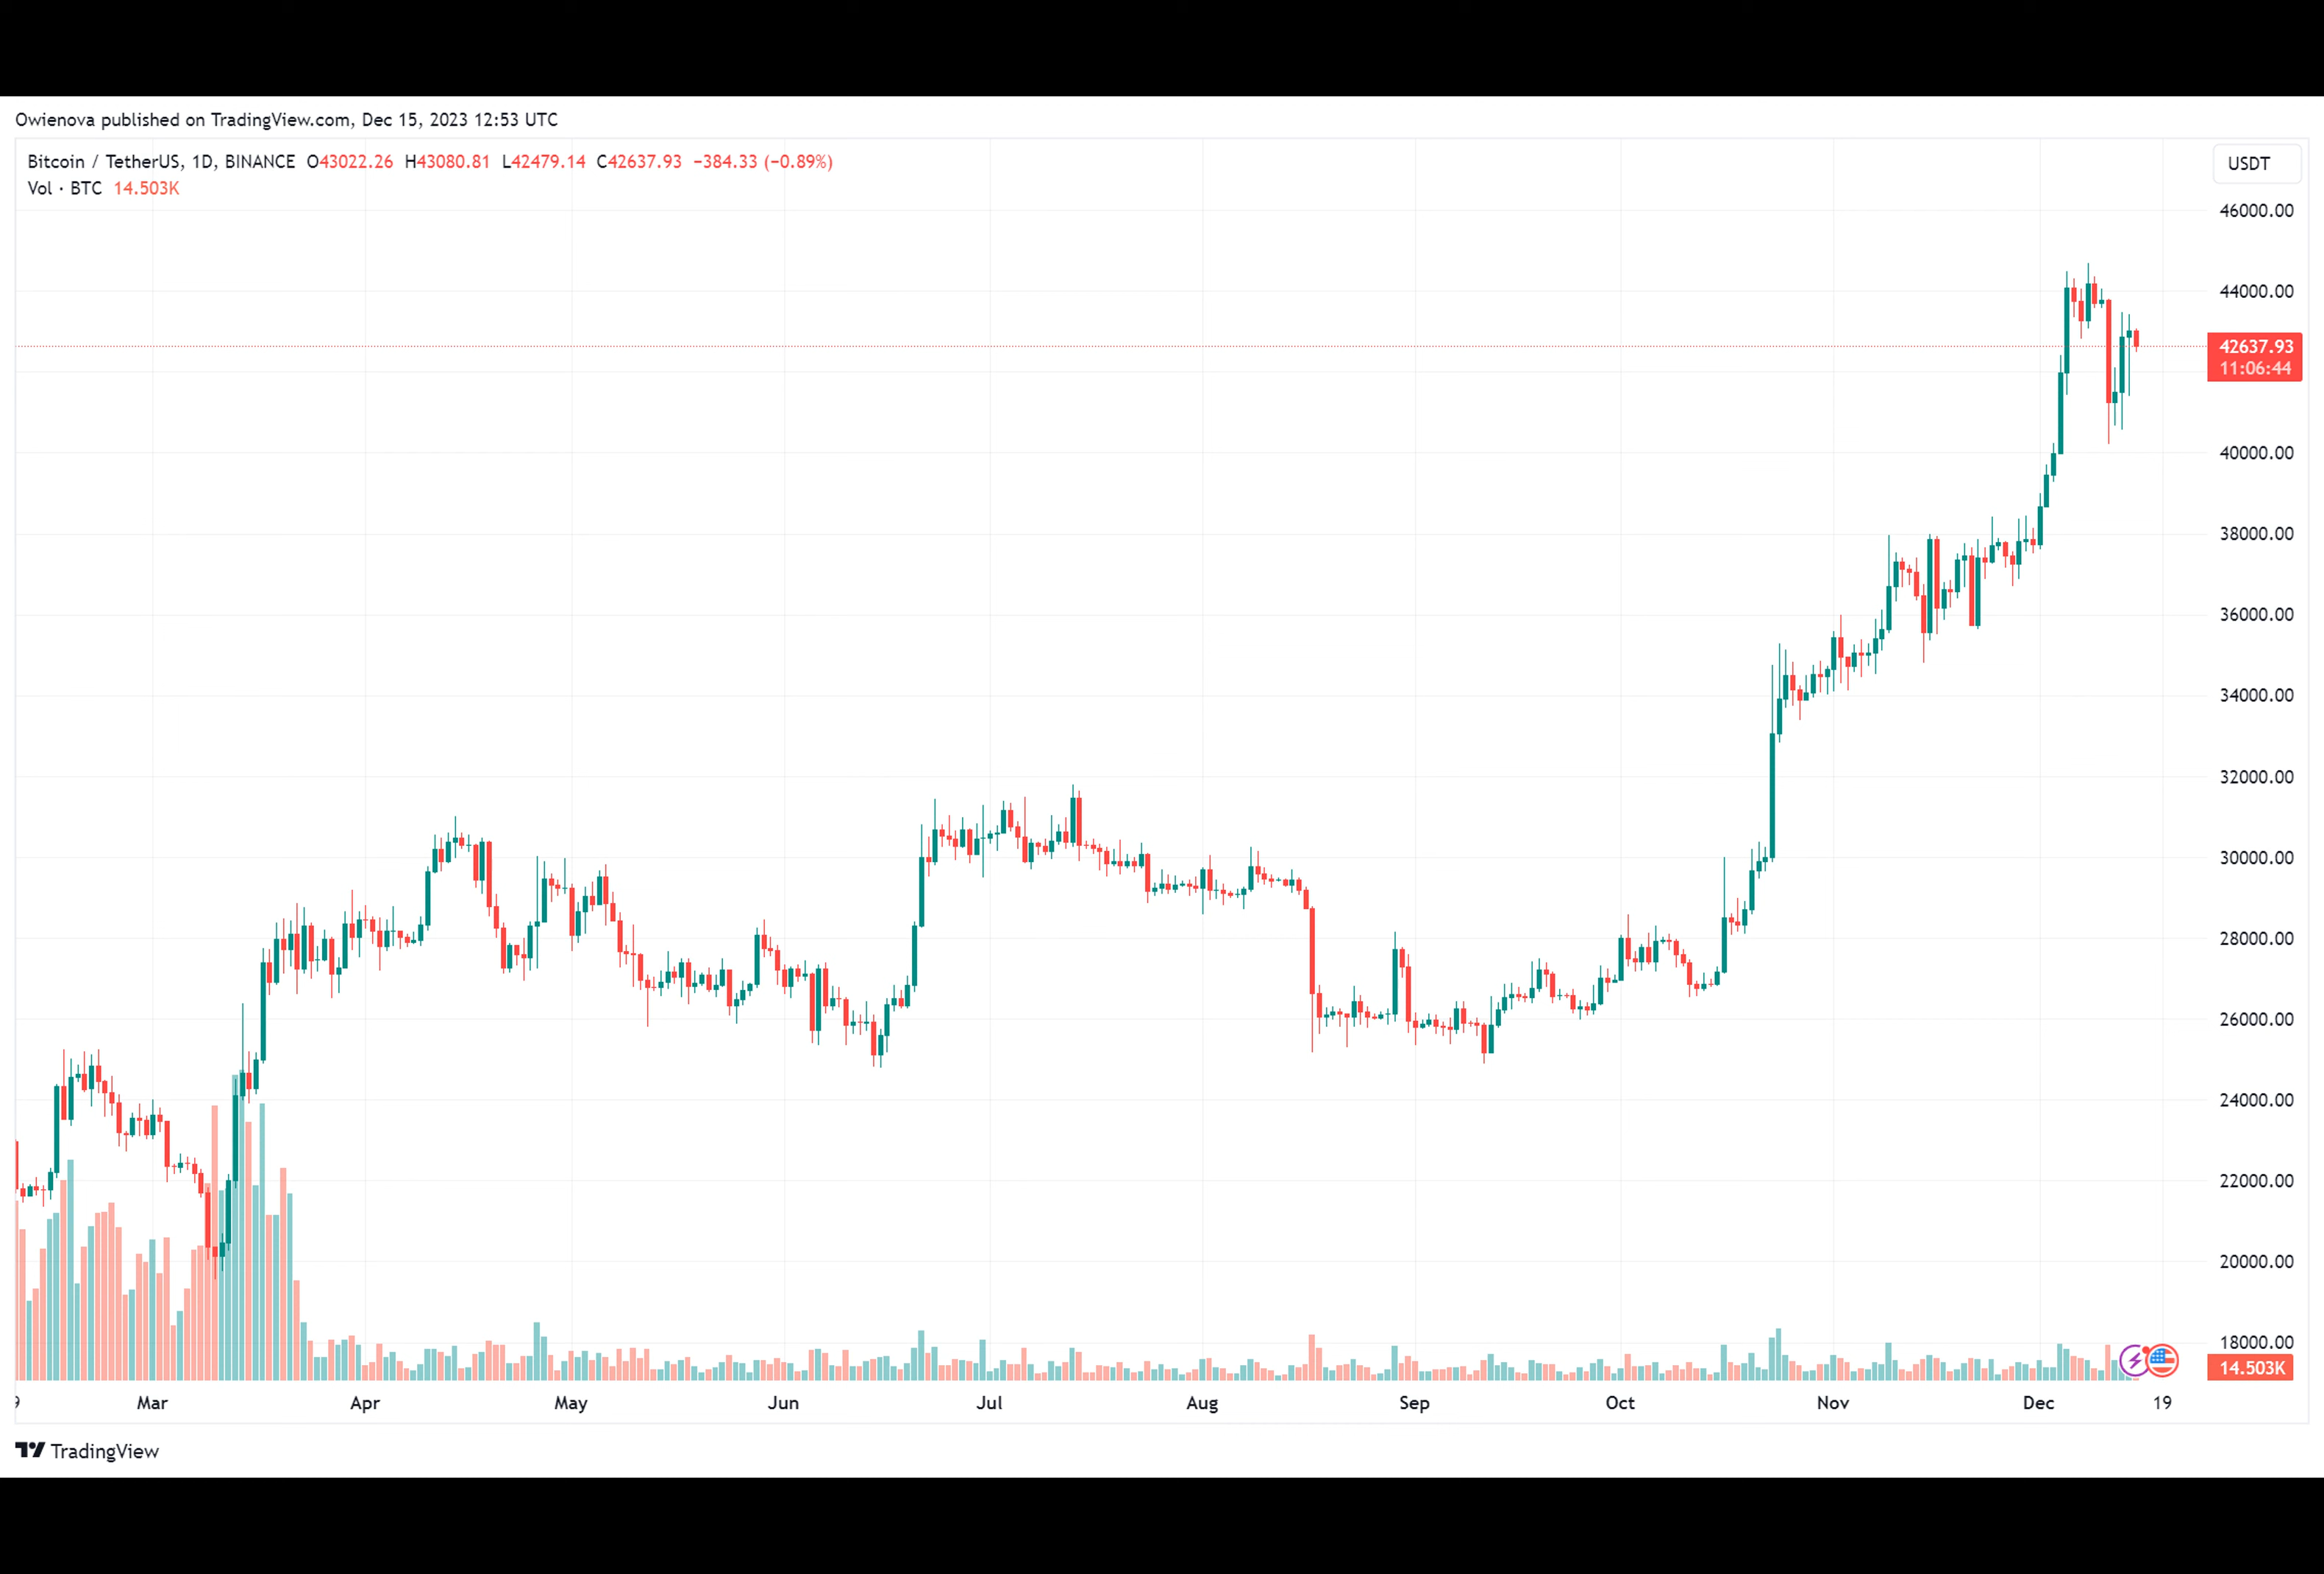 Owienova published on TradingView.com, Dec 15, 2023 12:53 UTC
Bitcoin / TetherUS, 1D, BINANCE O43022.26 H43080.81 L42479.14 C42637.93 −384.33 (−0.89%)
Vol · BTC 14.503K
USDT
46000.00
44000.00
42637.93
11:06:44
40000.00
38000.00
36000.00
34000.00
32000.00
30000.00
28000.00
26000.00
24000.00
22000.00
20000.00
18000.00
14.503K
9 Mar Apr May Jun Jul Aug Sep Oct Nov Dec 19
TradingView